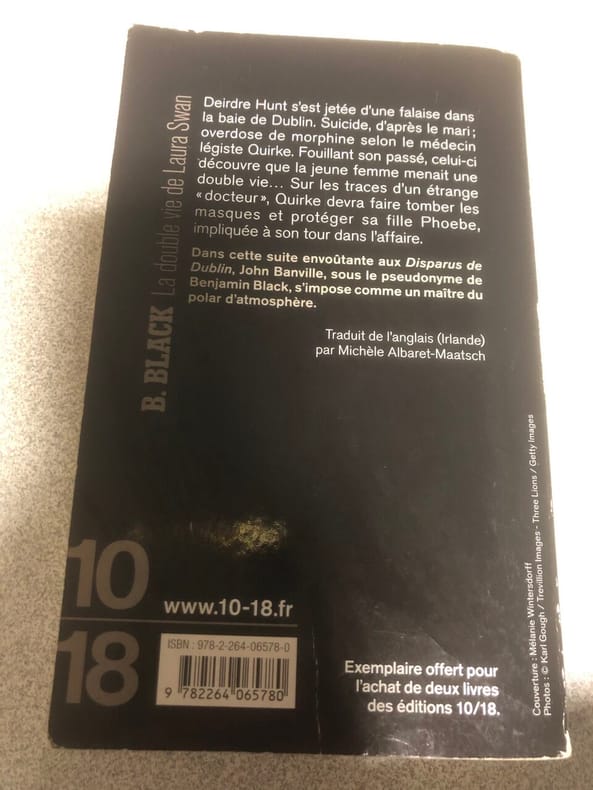 B. BLACK La double vie de Laura Swan
Deirdre Hunt s'est jetée d'une falaise dans
la baie de Dublin. Suicide, d'après le mari ;
overdose de morphine selon le médecin
légiste Quirke. Fouillant son passé, celui-ci
découvre que la jeune femme menait une
double vie... Sur les traces d'un étrange
« docteur », Quirke devra faire tomber les
masques et protéger sa fille Phoebe,
impliquée à son tour dans l'affaire.
Dans cette suite envoûtante aux Disparus de
Dublin, John Banville, sous le pseudonyme de
Benjamin Black, s'impose comme un maître du
polar d'atmosphère.
Traduit de l'anglais (Irlande)
par Michèle Albaret-Maatsch
10
18
www.10-18.fr
ISBN : 978-2-264-06578-0
9 782264 065780
Exemplaire offert pour
l'achat de deux livres
des éditions 10/18.
Couverture : Mélanie Wintersdorff
Photos : © Karl Gough / Trevillion Images - Three Lions / Getty Images